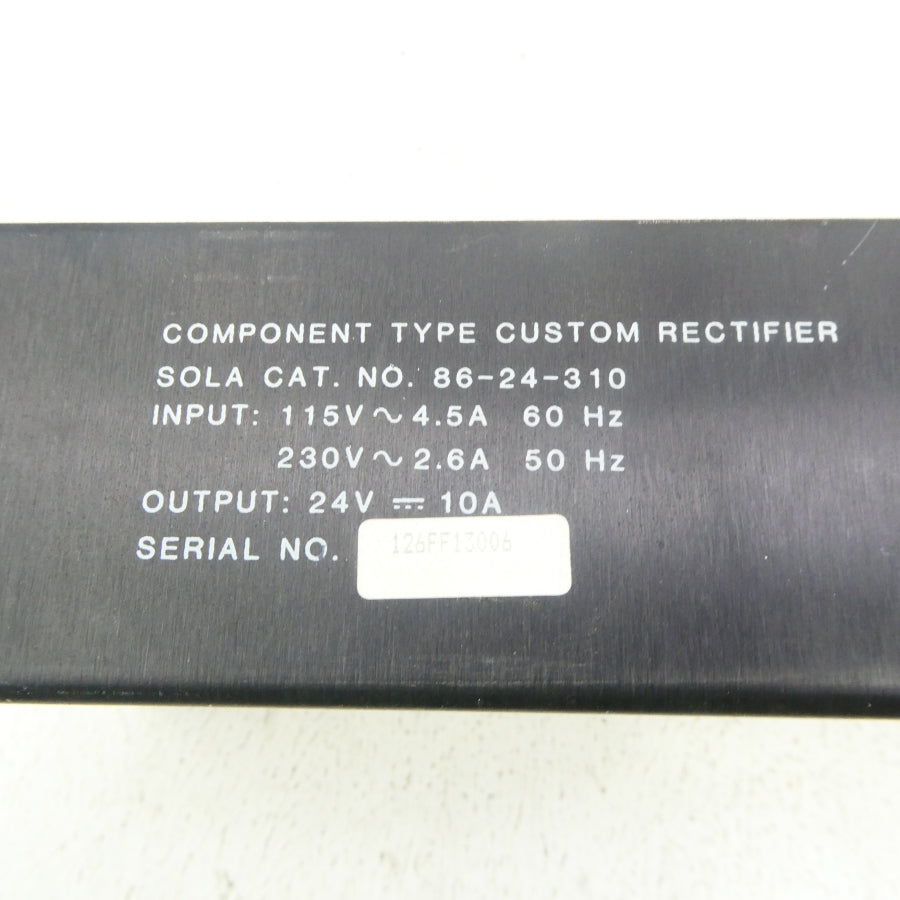 COMPONENT TYPE CUSTOM RECTIFIER
SOLA CAT. NO. 86-24-310
INPUT: 115V ~ 4.5A 60 Hz
230V ~ 2.6A 50 Hz
OUTPUT: 24V ⎓ 10A
SERIAL NO. 126FF13006